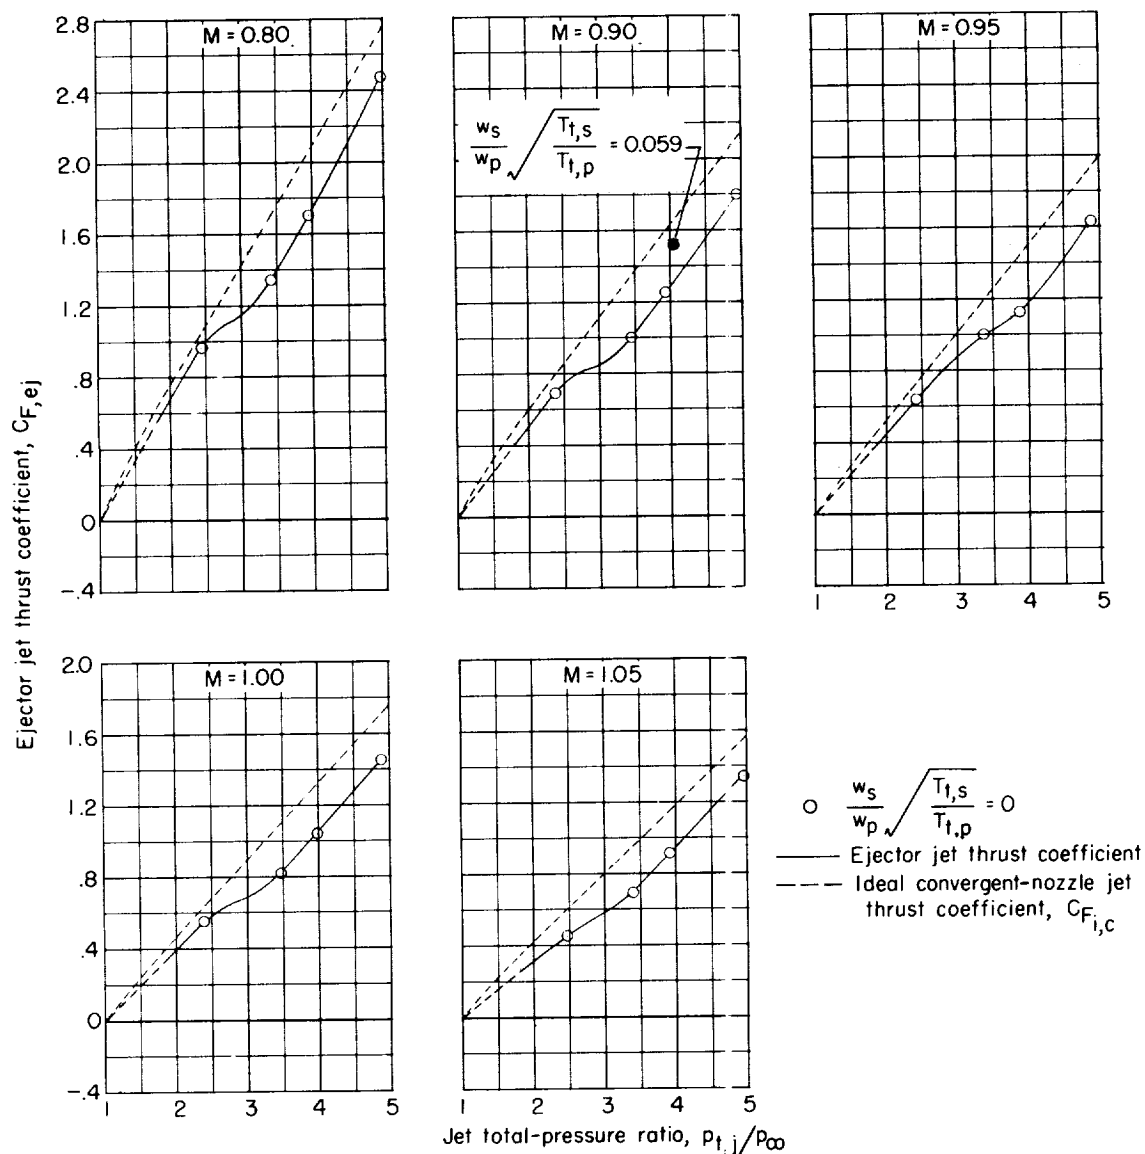 Ejector jet thrust coefficient, C_F,ej
M = 0.80
M = 0.90
M = 0.95
2.8
2.4
2.0
1.6
1.2
.8
.4
0
-.4
w_s/w_p √(T_t,s/T_t,p) = 0.059
1 2 3 4 5
M = 1.00
M = 1.05
2.0
1.6
1.2
.8
.4
0
-.4
1 2 3 4 5
1 2 3 4 5
Jet total-pressure ratio, p_t,j/p_∞
w_s/w_p √(T_t,s/T_t,p) = 0
Ejector jet thrust coefficient
Ideal convergent-nozzle jet
thrust coefficient, C_F_i,c